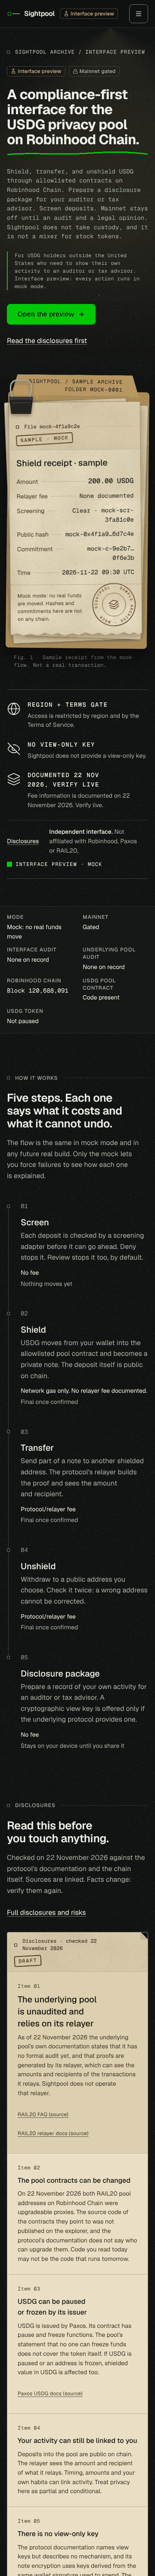 Sightpool
Interface preview
SIGHTPOOL ARCHIVE / INTERFACE PREVIEW
Interface preview
Mainnet gated
A compliance-first
interface for the
USDG privacy pool
on Robinhood Chain.
Shield, transfer, and unshield USDG
through allowlisted contracts on
Robinhood Chain. Prepare a disclosure
package for your auditor or tax
advisor. Screen deposits. Mainnet stays
off until an audit and a legal opinion.
Sightpool does not take custody, and it
is not a mixer for stock tokens.
For USDG holders outside the United
States who need to show their own
activity to an auditor or tax advisor.
Interface preview: every action runs in
mock mode.
Open the preview →
Read the disclosures first
SIGHTPOOL / SAMPLE ARCHIVE
FOLDER MOCK-0001
File mock-4f1a9c2e
SAMPLE · MOCK
Shield receipt · sample
Amount
200.00 USDG
Relayer fee
None documented
Screening
Clear · mock-scr-
3fa81c0e
Public hash
mock-0x4f1a9…6d7c4e
Commitment
mock-c-9e2b7…
0f6e3b
Time
2026-11-22 09:30 UTC
Mock mode: no real funds
are moved. Hashes and
commitments here are not
on any chain.
Fig. 1 · Sample receipt from the mock
flow. Not a real transaction.
REGION + TERMS GATE
Access is restricted by region and by the
Terms of Service.
NO VIEW-ONLY KEY
Sightpool does not provide a view-only key.
DOCUMENTED 22 NOV
2026, VERIFY LIVE
Fee information is documented on 22
November 2026. Verify live.
Disclosures
Independent interface. Not
affiliated with Robinhood, Paxos
or RAIL20.
INTERFACE PREVIEW · MOCK
MODE
Mock: no real funds
move
MAINNET
Gated
INTERFACE AUDIT
None on record
UNDERLYING POOL
AUDIT
None on record
ROBINHOOD CHAIN
Block 120,688,091
USDG POOL
CONTRACT
Code present
USDG TOKEN
Not paused
HOW IT WORKS
Five steps. Each one
says what it costs and
what it cannot undo.
The flow is the same in mock mode and in
any future real build. Only the mock lets
you force failures to see how each one
is explained.
01
Screen
Each deposit is checked by a screening
adapter before it can go ahead. Deny
stops it. Review stops it too, by default.
No fee
Nothing moves yet
02
Shield
USDG moves from your wallet into the
allowlisted pool contract and becomes a
private note. The deposit itself is public
on chain.
Network gas only. No relayer fee documented.
Final once confirmed
03
Transfer
Send part of a note to another shielded
address. The protocol's relayer builds
the proof and sees the amount
and recipient.
Protocol/relayer fee
Final once confirmed
04
Unshield
Withdraw to a public address you
choose. Check it twice: a wrong address
cannot be corrected.
Protocol/relayer fee
Final once confirmed
05
Disclosure package
Prepare a record of your own activity for
an auditor or tax advisor. A
cryptographic view key is offered only if
the underlying protocol provides one.
No fee
Stays on your device until you share it
DISCLOSURES
Read this before
you touch anything.
Checked on 22 November 2026 against the
protocol's documentation and the chain
itself. Sources are linked. Facts change:
verify them again.
Full disclosures and risks
Disclosures · checked 22
November 2026
DRAFT
Item 01
The underlying pool
is unaudited and
relies on its relayer
As of 22 November 2026 the underlying
pool's own documentation states that it has
no formal audit yet, and that proofs are
generated by its relayer, which can see the
amounts and recipients of the transactions
it relays. Sightpool does not operate
that relayer.
RAIL20 FAQ (source)
RAIL20 relayer docs (source)
Item 02
The pool contracts can be changed
On 22 November 2026 both RAIL20 pool
addresses on Robinhood Chain were
upgradeable proxies. The source code of
the contracts they point to was not
published on the explorer, and the
protocol's documentation does not say who
can upgrade them. Code you read today
may not be the code that runs tomorrow.
Item 03
USDG can be paused
or frozen by its issuer
USDG is issued by Paxos. Its contract has
pause and freeze functions. The pool's
statement that no one can freeze funds
does not cover the token itself. If USDG is
paused or an address is frozen, shielded
value in USDG is affected too.
Paxos USDG docs (source)
Item 04
Your activity can still be linked to you
Deposits into the pool are public on chain.
The relayer sees the amount and recipient
of what it relays. Timing, amounts and your
own habits can link activity. Treat privacy
here as partial and conditional.
Item 05
There is no view-only key
The protocol documentation names view
keys but describes no mechanism, and its
note encryption uses keys derived from the
same wallet signature used to spend. The